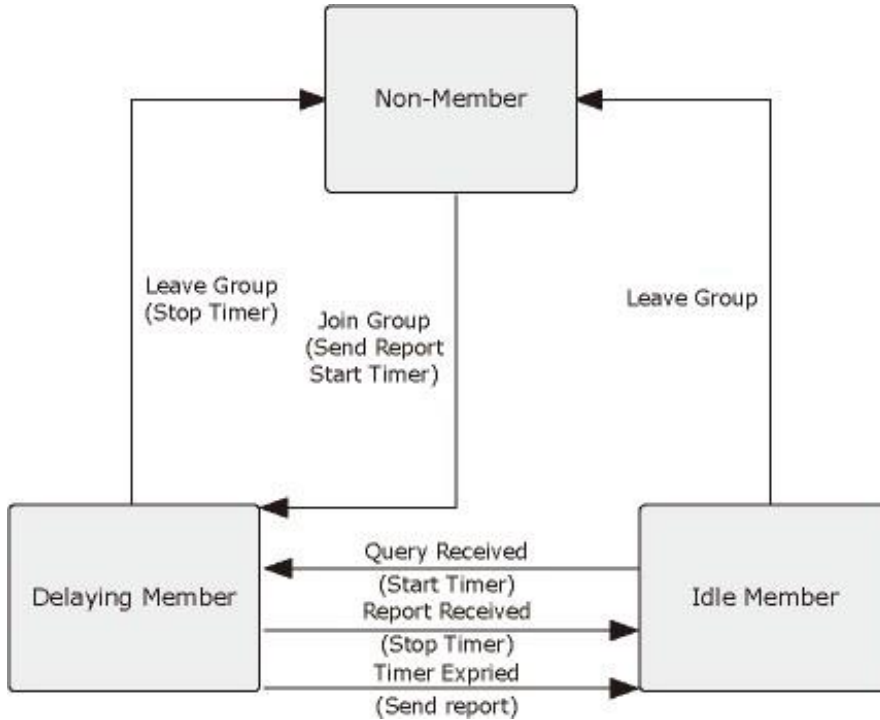 Non-Member
Leave Group
(Stop Timer)
Join Group
(Send Report
Start Timer)
Leave Group
Delaying Member
Query Received
(Start Timer)
Report Received
(Stop Timer)
Timer Expried
(Send report)
Idle Member